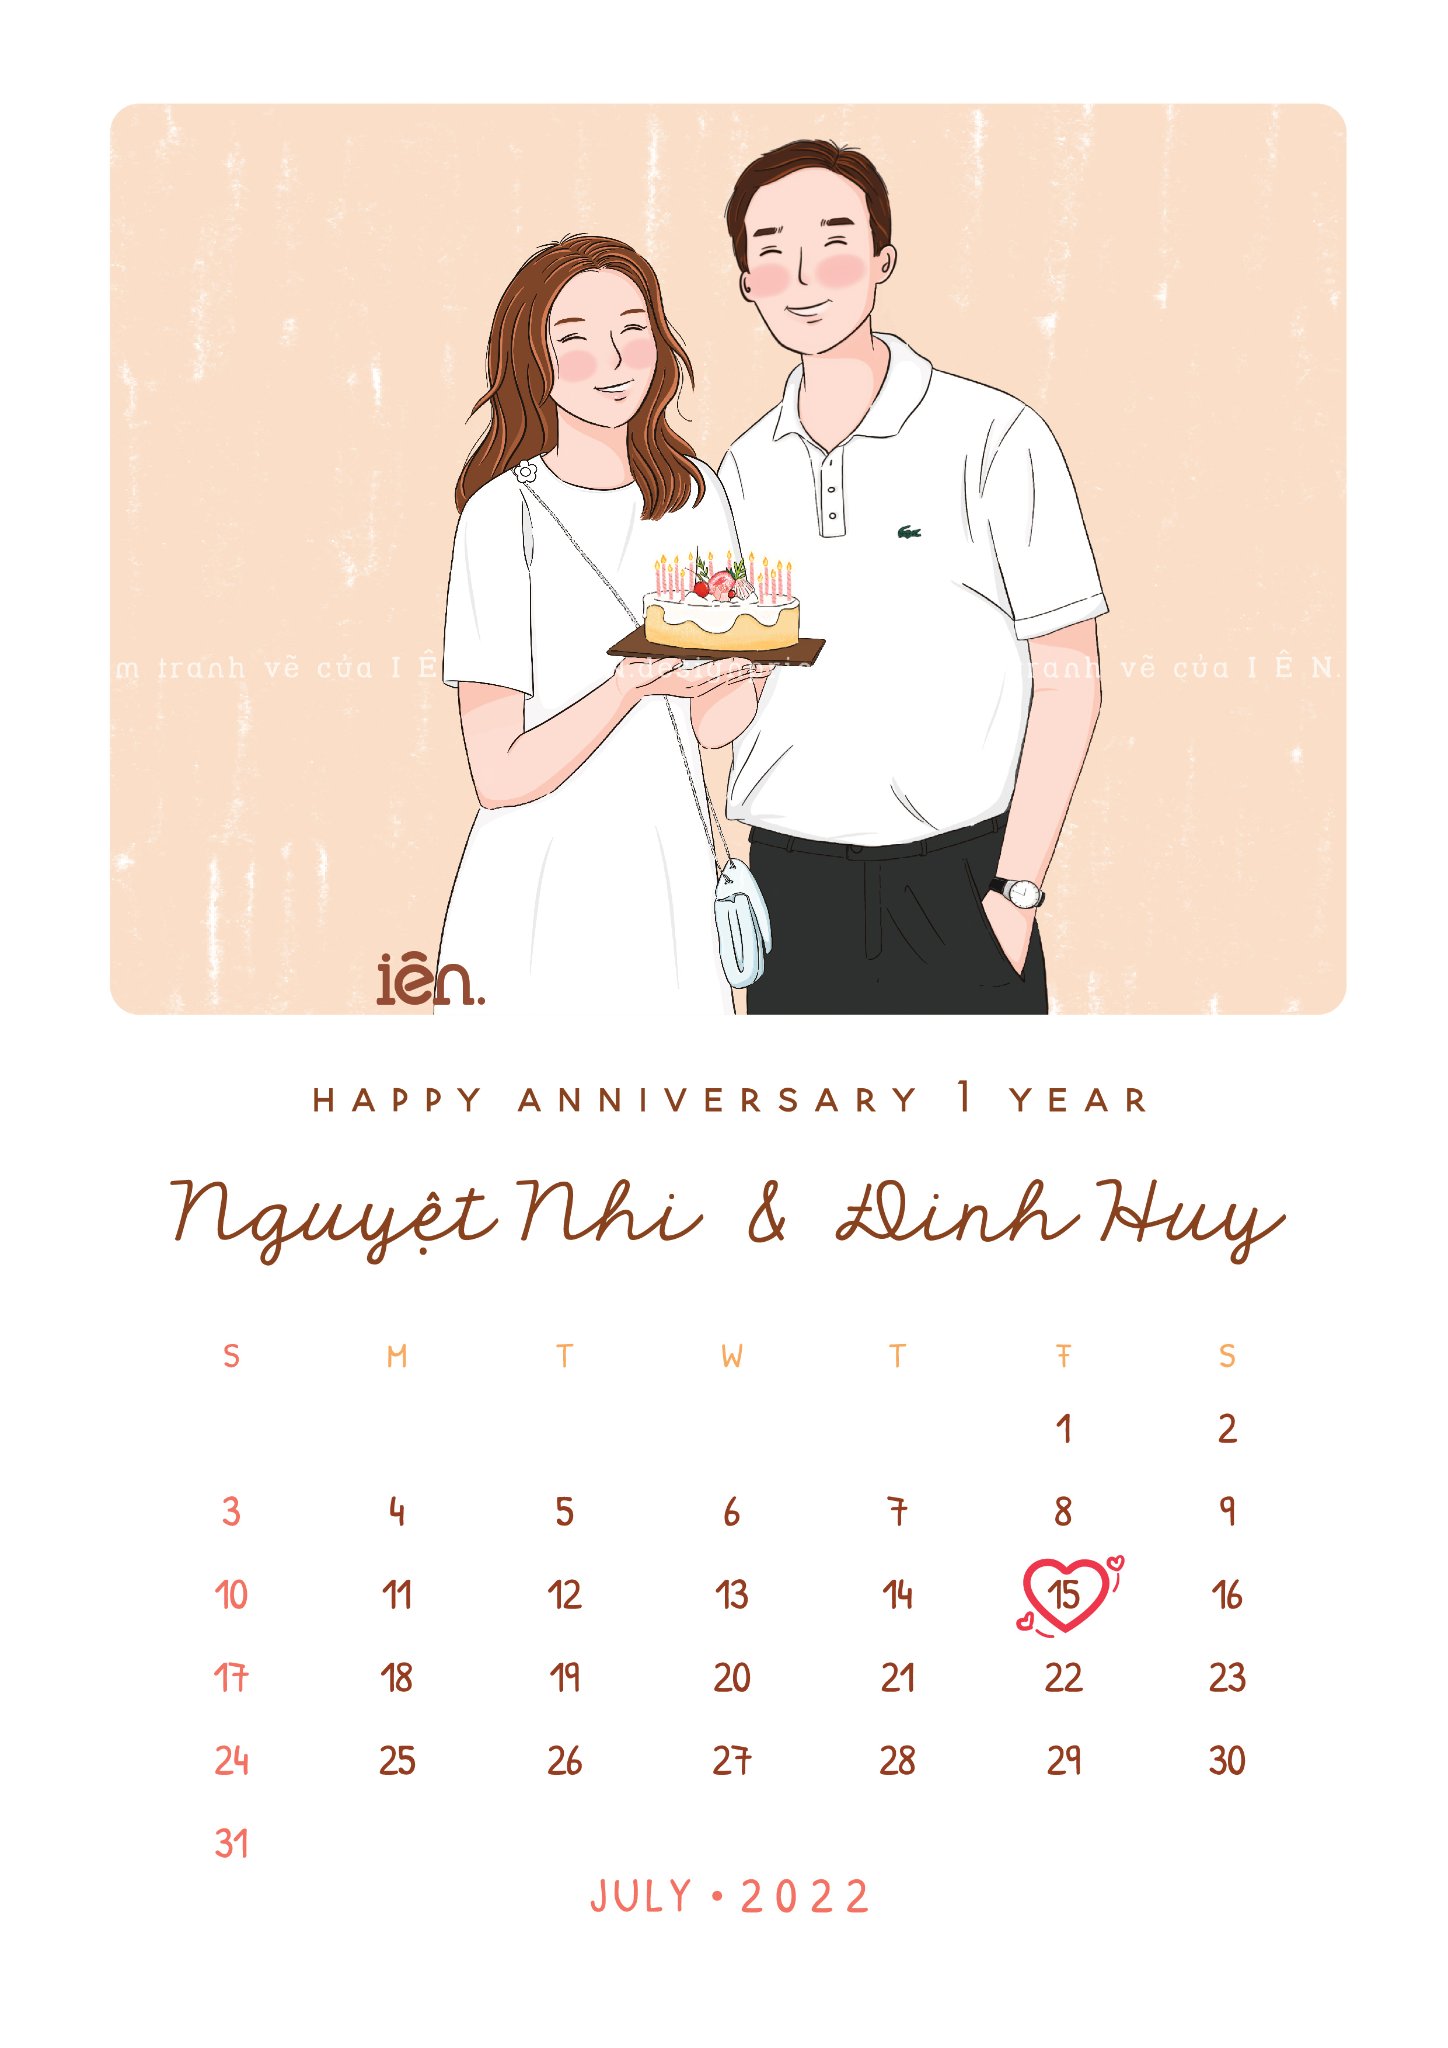 m tranh vẽ của I Ê N.designpric tranh vẽ của I Ê N.
iên.
HAPPY ANNIVERSARY 1 YEAR
Nguyệt Nhi & Đinh Huy
S M T W T F S
1 2
3 4 5 6 7 8 9
10 11 12 13 14 15 16
17 18 19 20 21 22 23
24 25 26 27 28 29 30
31
JULY • 2022